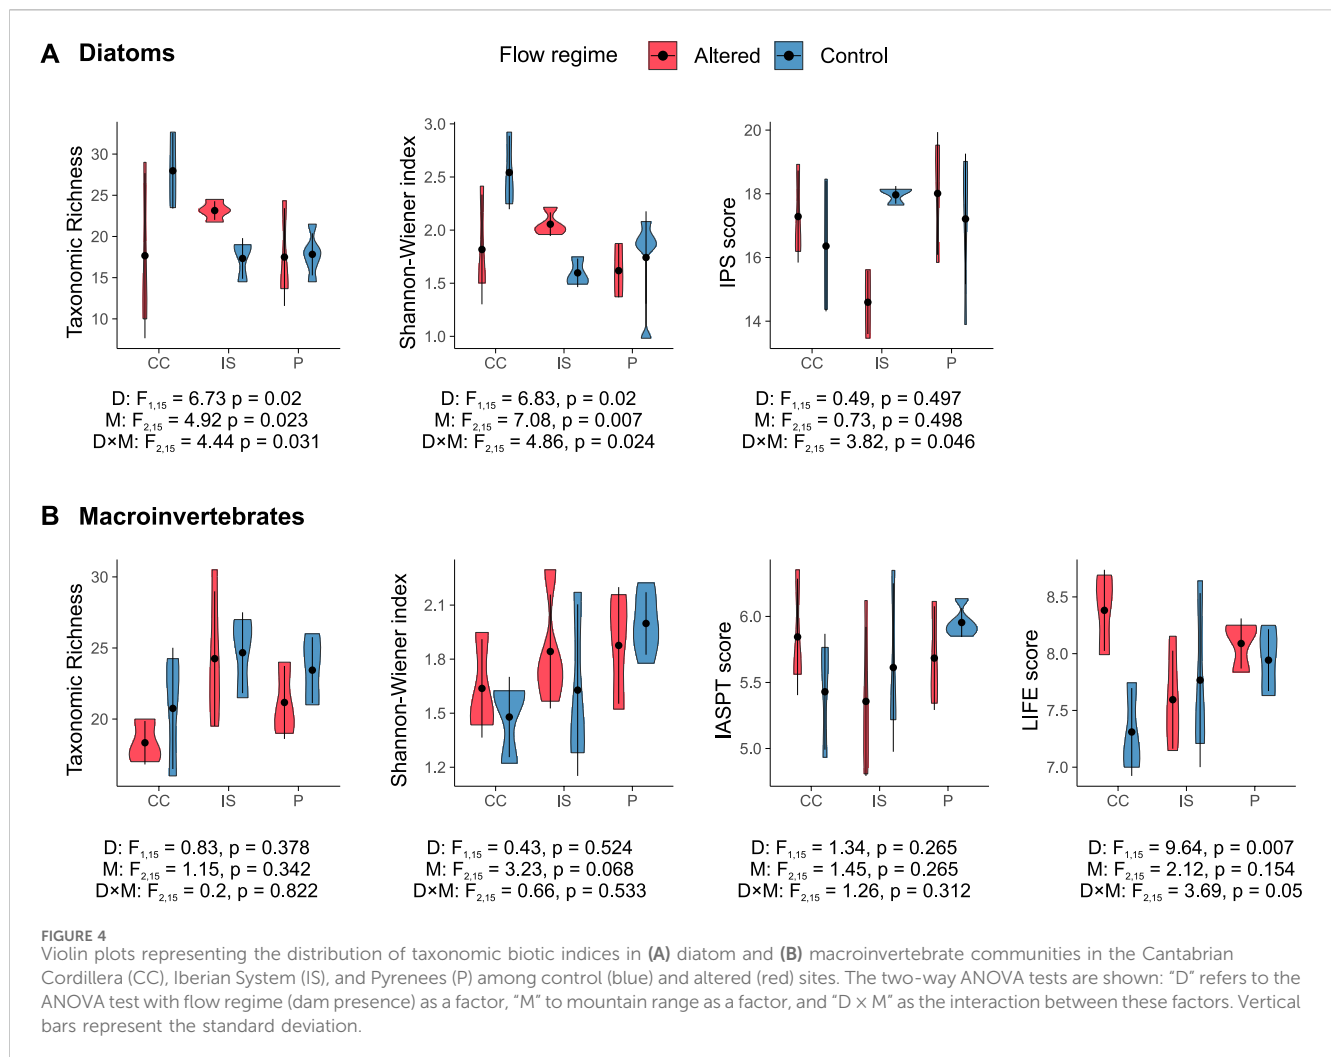 A Diatoms
Flow regime Altered Control
Taxonomic Richness
30
25
20
15
10
CC IS P
D: F1,15 = 6.73 p = 0.02
M: F2,15 = 4.92 p = 0.023
D×M: F2,15 = 4.44 p = 0.031
Shannon-Wiener index
3.0
2.5
2.0
1.5
1.0
CC IS P
D: F1,15 = 6.83, p = 0.02
M: F2,15 = 7.08, p = 0.007
D×M: F2,15 = 4.86, p = 0.024
IPS score
20
18
16
14
CC IS P
D: F1,15 = 0.49, p = 0.497
M: F2,15 = 0.73, p = 0.498
D×M: F2,15 = 3.82, p = 0.046
B Macroinvertebrates
Taxonomic Richness
30
25
20
CC IS P
D: F1,15 = 0.83, p = 0.378
M: F2,15 = 1.15, p = 0.342
D×M: F2,15 = 0.2, p = 0.822
Shannon-Wiener index
2.1
1.8
1.5
1.2
CC IS P
D: F1,15 = 0.43, p = 0.524
M: F2,15 = 3.23, p = 0.068
D×M: F2,15 = 0.66, p = 0.533
IASPT score
6.0
5.5
5.0
CC IS P
D: F1,15 = 1.34, p = 0.265
M: F2,15 = 1.45, p = 0.265
D×M: F2,15 = 1.26, p = 0.312
LIFE score
8.5
8.0
7.5
7.0
CC IS P
D: F1,15 = 9.64, p = 0.007
M: F2,15 = 2.12, p = 0.154
D×M: F2,15 = 3.69, p = 0.05
FIGURE 4
Violin plots representing the distribution of taxonomic biotic indices in (A) diatom and (B) macroinvertebrate communities in the Cantabrian
Cordillera (CC), Iberian System (IS), and Pyrenees (P) among control (blue) and altered (red) sites. The two-way ANOVA tests are shown: “D” refers to the
ANOVA test with flow regime (dam presence) as a factor, “M” to mountain range as a factor, and “D × M” as the interaction between these factors. Vertical
bars represent the standard deviation.